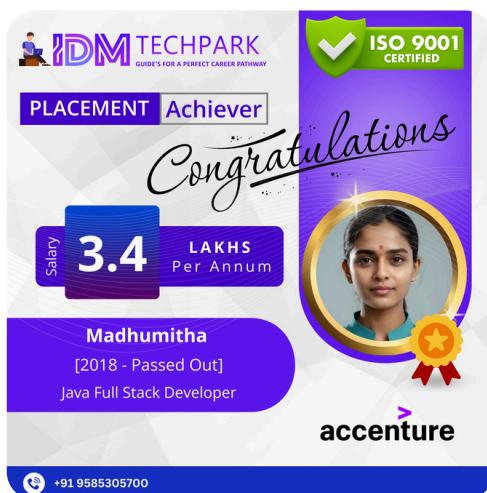 IDM TECHPARK
GUIDE'S FOR A PERFECT CAREER PATHWAY
ISO 9001
CERTIFIED
PLACEMENT Achiever
Congratulations
Salary
3.4
LAKHS
Per Annum
Madhumitha
[2018 - Passed Out]
Java Full Stack Developer
accenture
+91 9585305700